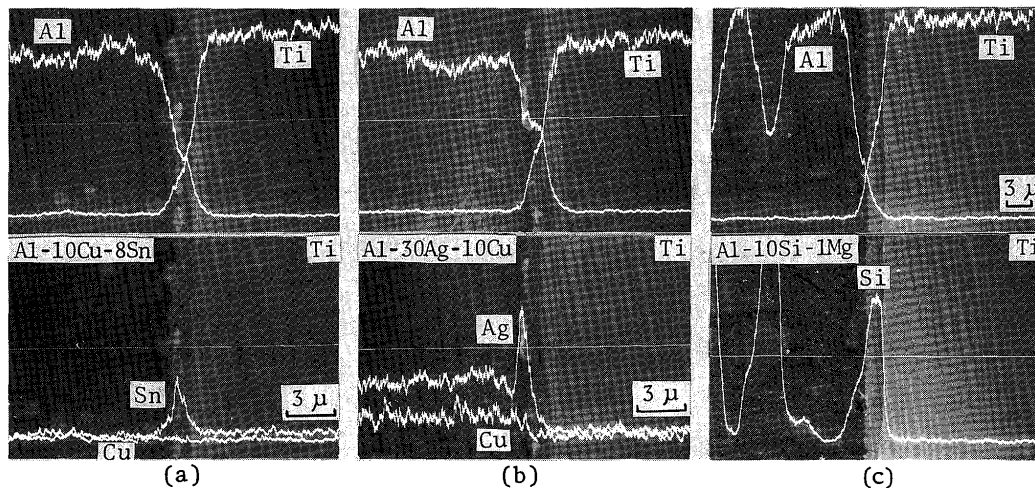 Al
Ti
Al-10Cu-8Sn
Ti
Sn
3 μ
Cu
(a)
Al
Ti
Al-30Ag-10Cu
Ti
Ag
3 μ
Cu
(b)
Al
Ti
3 μ
Al-10Si-1Mg
Ti
Si
(c)